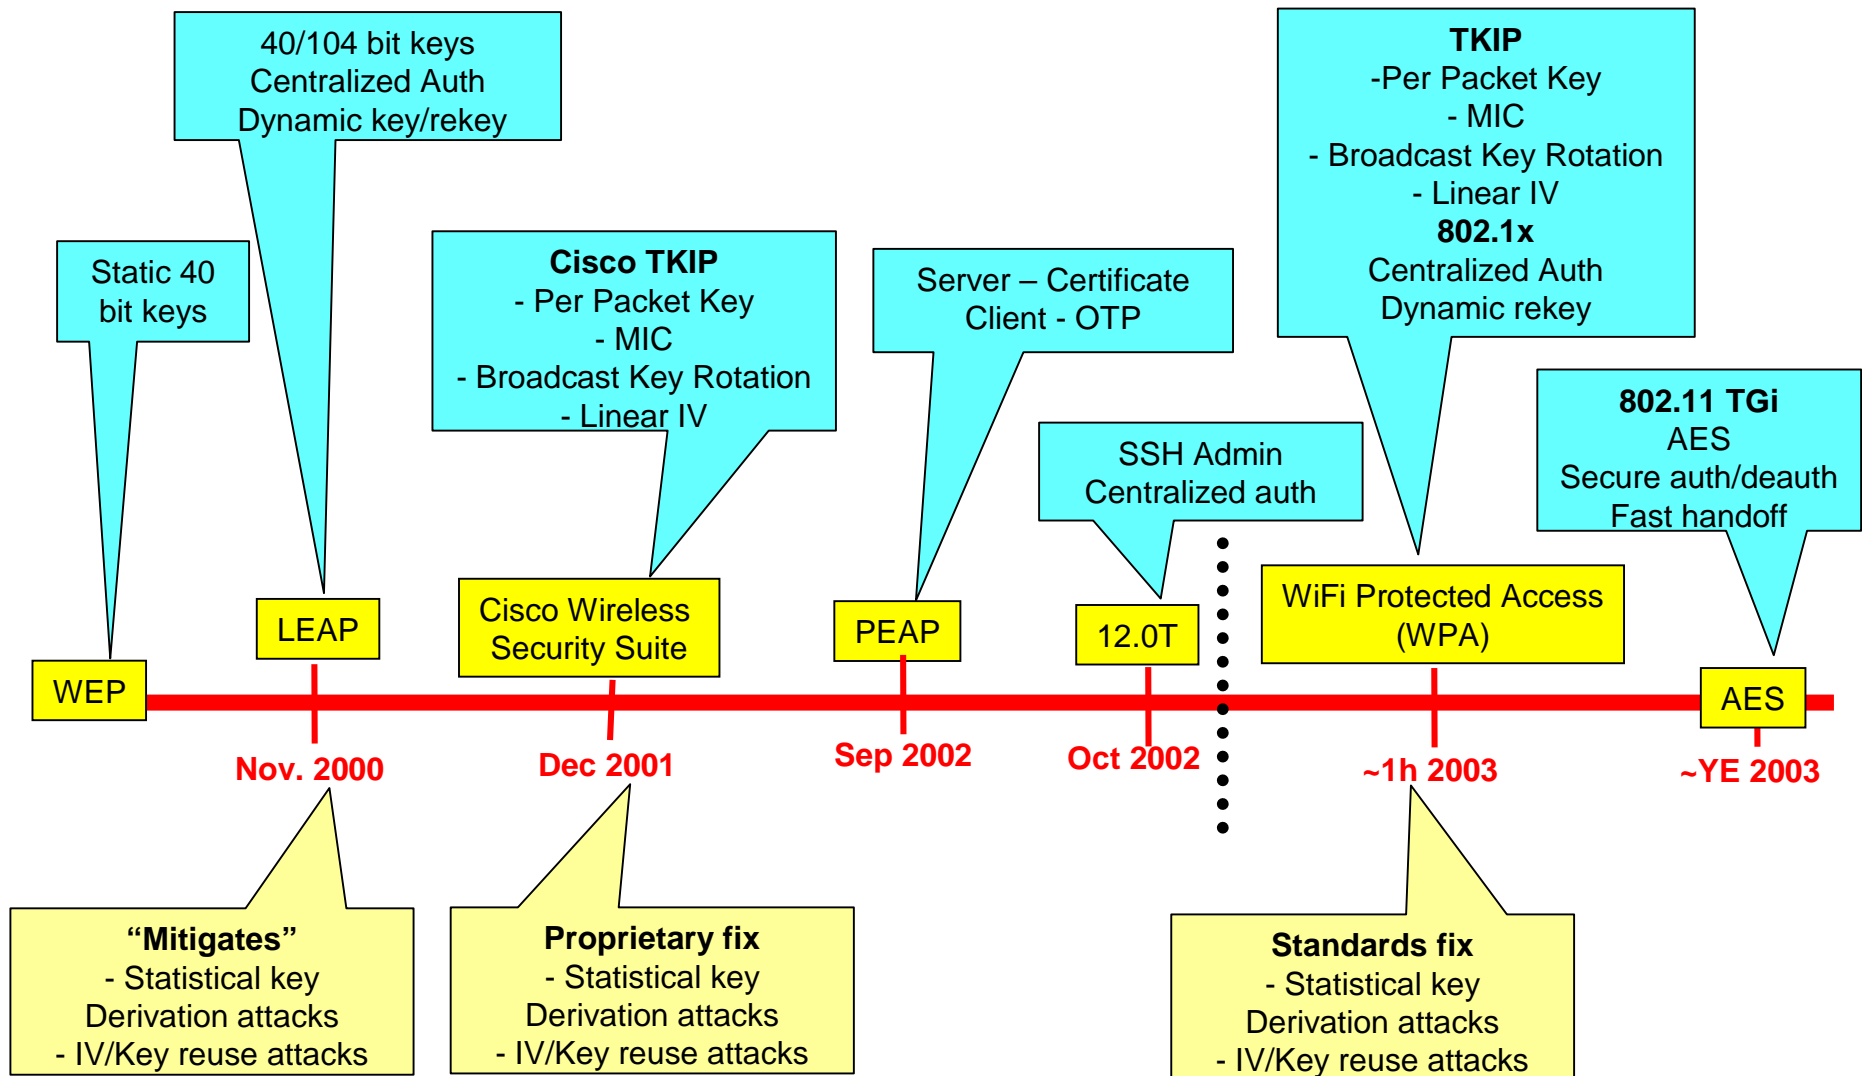 40/104 bit keys
Centralized Auth
Dynamic key/rekey
TKIP
-Per Packet Key
- MIC
- Broadcast Key Rotation
- Linear IV
802.1x
Centralized Auth
Dynamic rekey
Static 40
bit keys
Cisco TKIP
- Per Packet Key
- MIC
- Broadcast Key Rotation
- Linear IV
Server – Certificate
Client - OTP
SSH Admin
Centralized auth
802.11 TGi
AES
Secure auth/deauth
Fast handoff
WEP
LEAP
Cisco Wireless
Security Suite
PEAP
12.0T
WiFi Protected Access
(WPA)
AES
Nov. 2000
Dec 2001
Sep 2002
Oct 2002
~1h 2003
~YE 2003
“Mitigates”
- Statistical key
Derivation attacks
- IV/Key reuse attacks
Proprietary fix
- Statistical key
Derivation attacks
- IV/Key reuse attacks
Standards fix
- Statistical key
Derivation attacks
- IV/Key reuse attacks